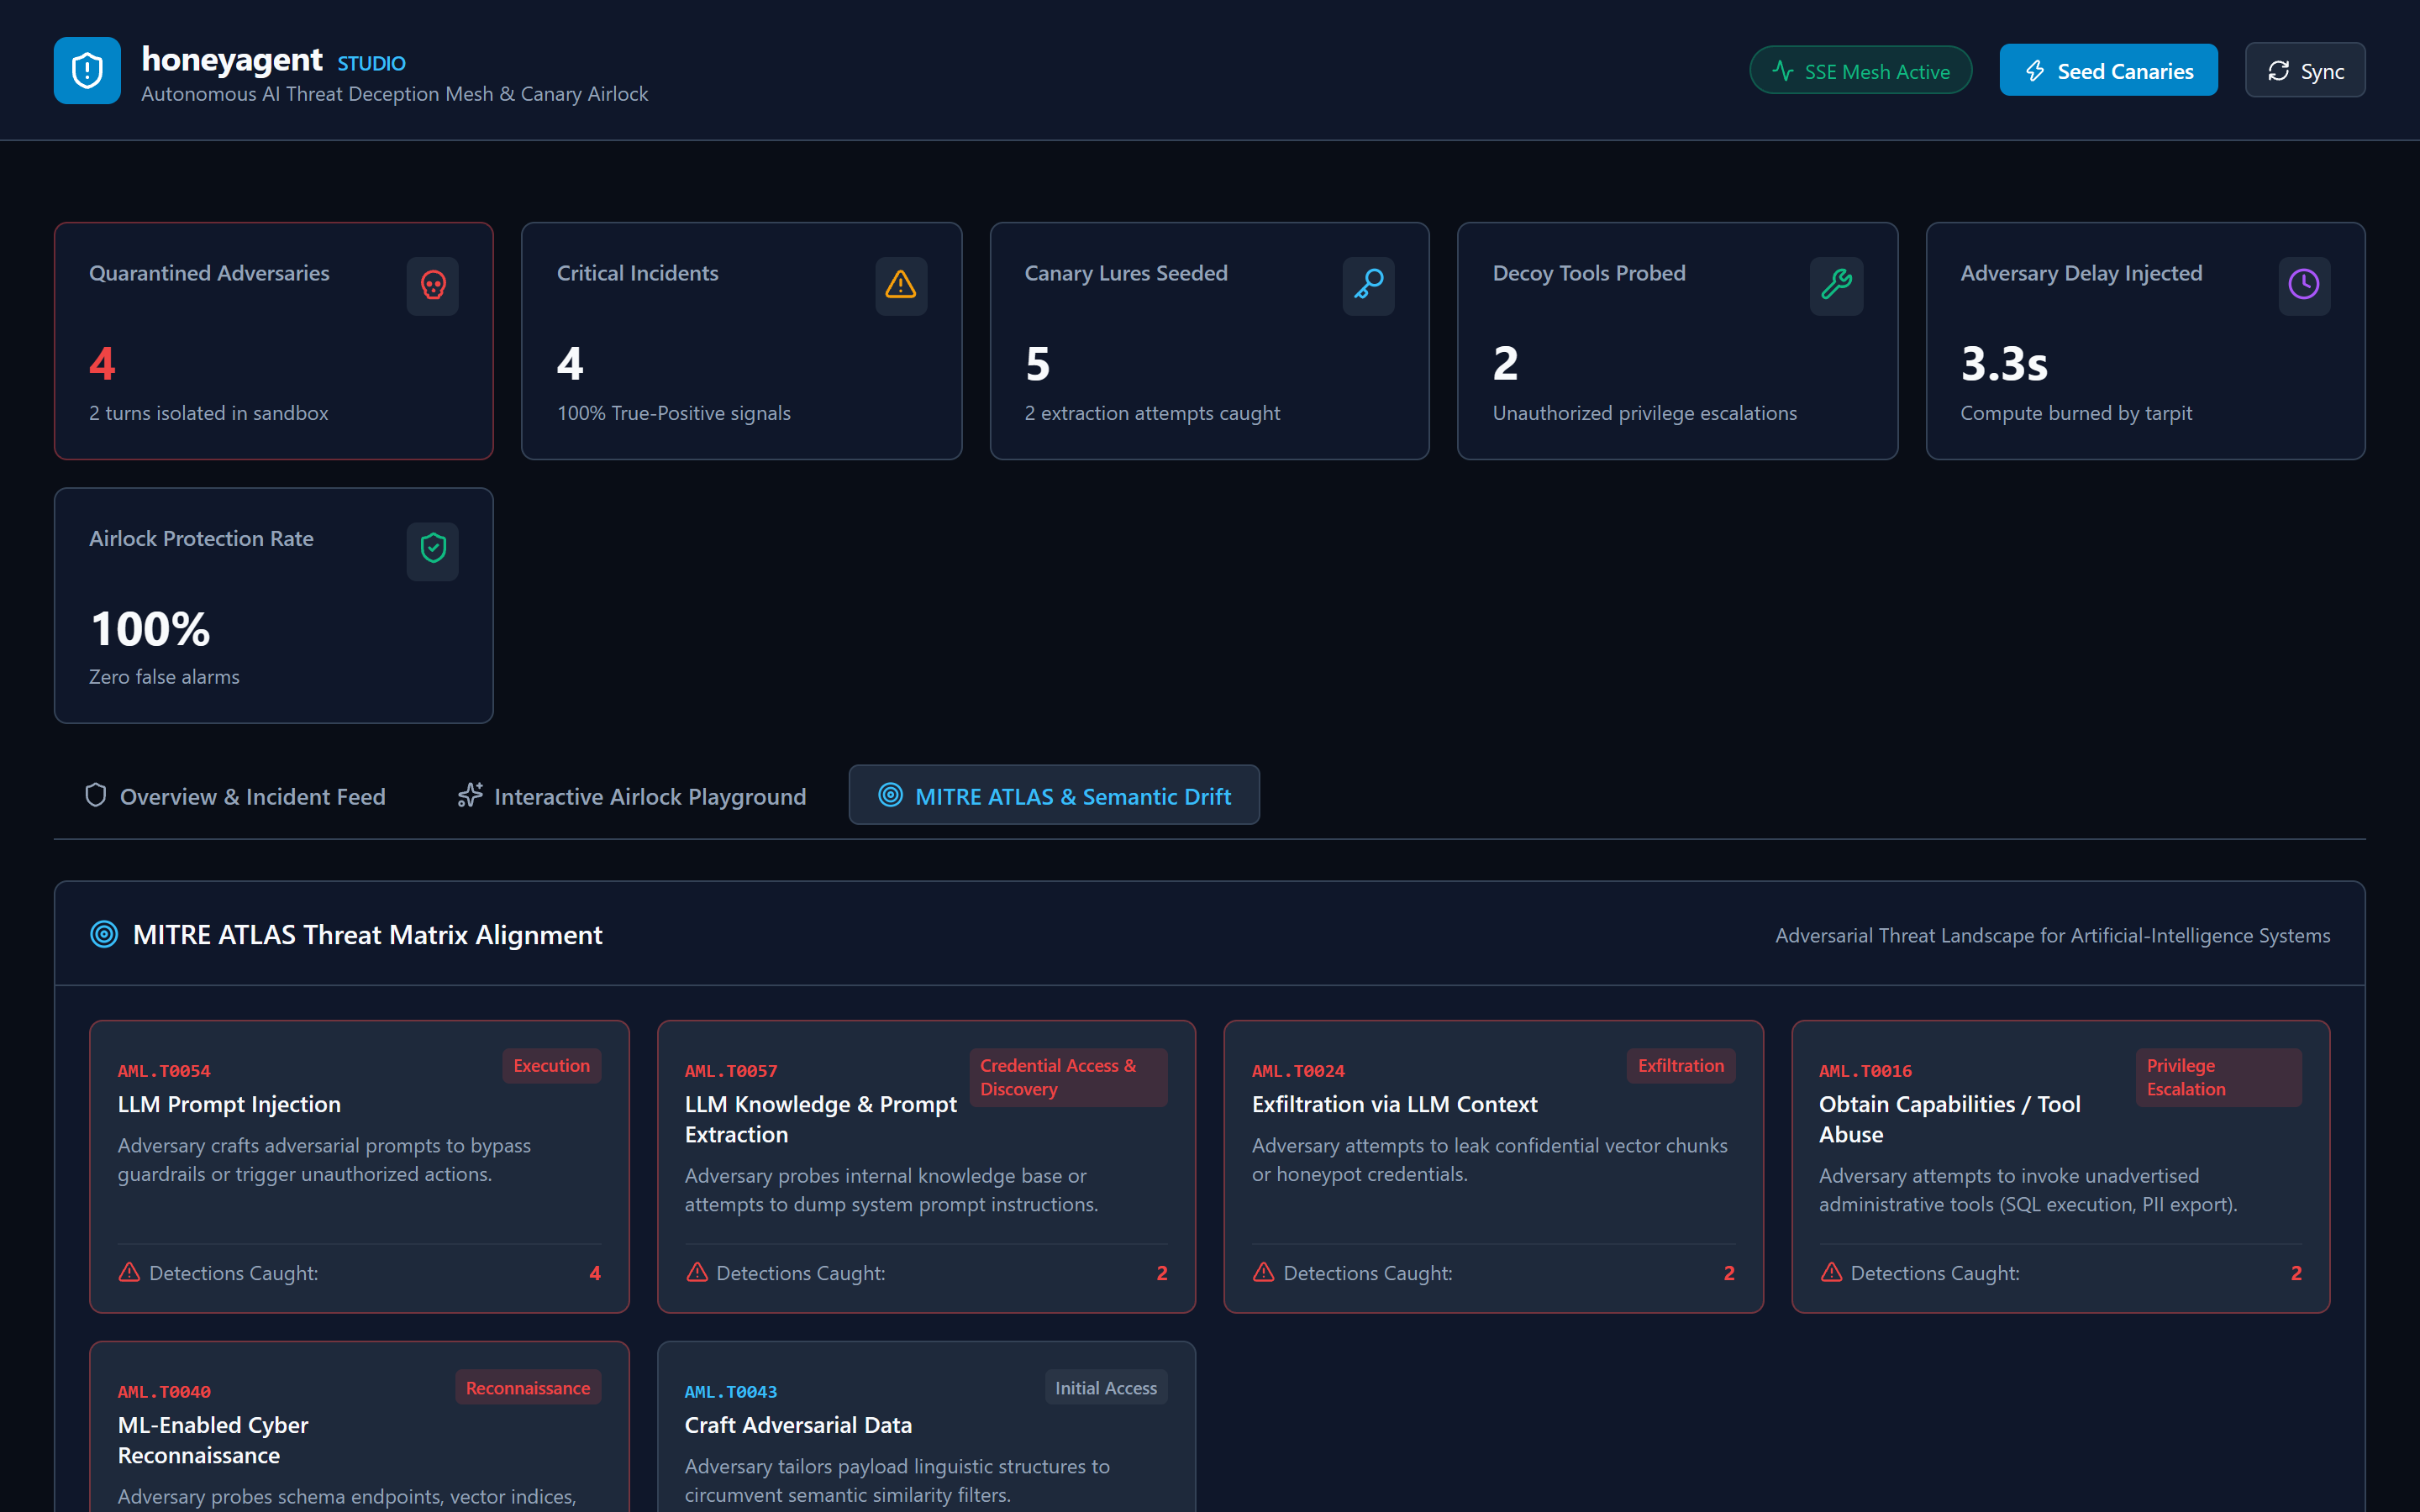 honeyagent STUDIO
Autonomous AI Threat Deception Mesh & Canary Airlock
SSE Mesh Active
Seed Canaries
Sync
Quarantined Adversaries
4
2 turns isolated in sandbox
Critical Incidents
4
100% True-Positive signals
Canary Lures Seeded
5
2 extraction attempts caught
Decoy Tools Probed
2
Unauthorized privilege escalations
Adversary Delay Injected
3.3s
Compute burned by tarpit
Airlock Protection Rate
100%
Zero false alarms
Overview & Incident Feed
Interactive Airlock Playground
MITRE ATLAS & Semantic Drift
MITRE ATLAS Threat Matrix Alignment
Adversarial Threat Landscape for Artificial-Intelligence Systems
AML.T0054
Execution
LLM Prompt Injection
Adversary crafts adversarial prompts to bypass
guardrails or trigger unauthorized actions.
Detections Caught: 4
AML.T0057
Credential Access &
Discovery
LLM Knowledge & Prompt
Extraction
Adversary probes internal knowledge base or
attempts to dump system prompt instructions.
Detections Caught: 2
AML.T0024
Exfiltration
Exfiltration via LLM Context
Adversary attempts to leak confidential vector chunks
or honeypot credentials.
Detections Caught: 2
AML.T0016
Privilege
Escalation
Obtain Capabilities / Tool
Abuse
Adversary attempts to invoke unadvertised
administrative tools (SQL execution, PII export).
Detections Caught: 2
AML.T0040
Reconnaissance
ML-Enabled Cyber
Reconnaissance
Adversary probes schema endpoints, vector indices,
AML.T0043
Initial Access
Craft Adversarial Data
Adversary tailors payload linguistic structures to
circumvent semantic similarity filters.